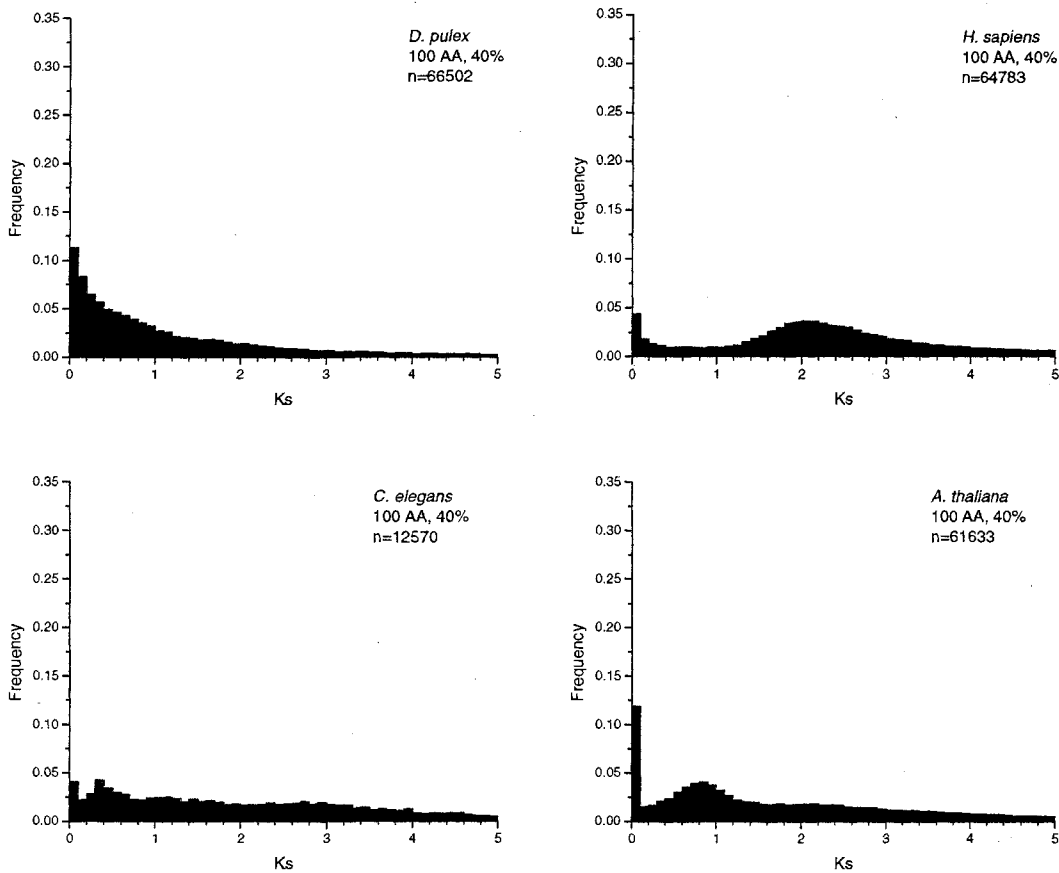 D. pulex
100 AA, 40%
n=66502
0.35
0.30
0.25
0.20
0.15
0.10
0.05
0.00
Frequency
0 1 2 3 4 5
Ks
H. sapiens
100 AA, 40%
n=64783
0.35
0.30
0.25
0.20
0.15
0.10
0.05
0.00
Frequency
0 1 2 3 4 5
Ks
C. elegans
100 AA, 40%
n=12570
0.35
0.30
0.25
0.20
0.15
0.10
0.05
0.00
Frequency
0 1 2 3 4 5
Ks
A. thaliana
100 AA, 40%
n=61633
0.35
0.30
0.25
0.20
0.15
0.10
0.05
0.00
Frequency
0 1 2 3 4 5
Ks